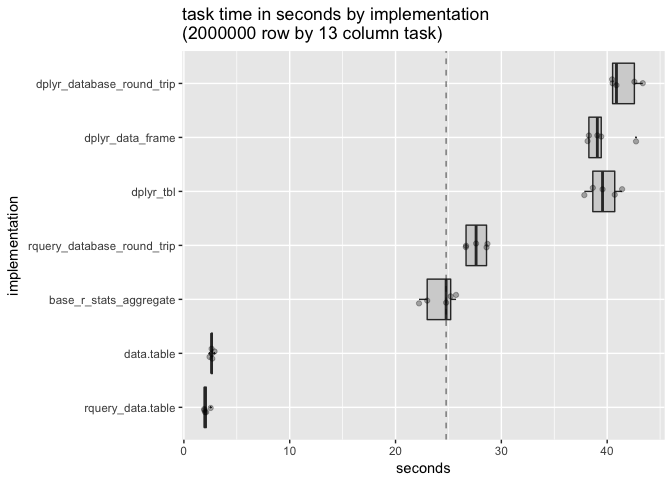 task time in seconds by implementation
(2000000 row by 13 column task)
dplyr_database_round_trip
dplyr_data_frame
dplyr_tbl
rquery_database_round_trip
base_r_stats_aggregate
data.table
rquery_data.table
implementation
0 10 20 30 40
seconds